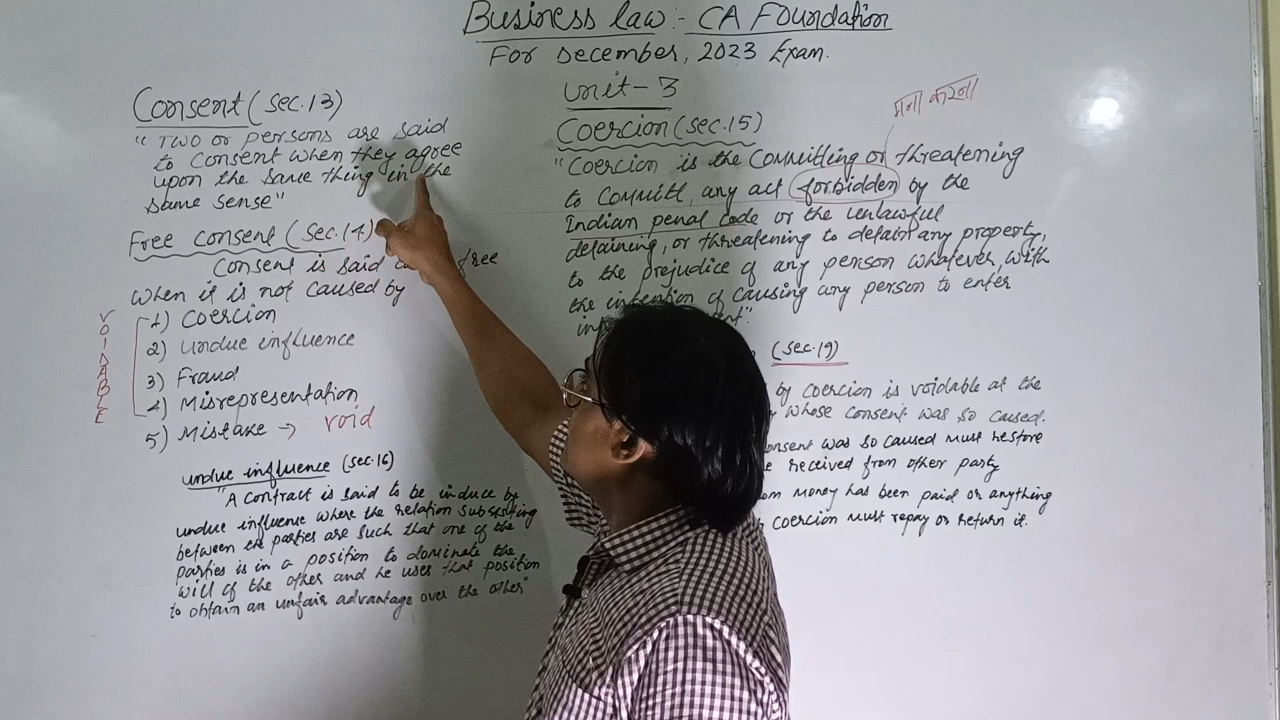 Business law:- CA Foundation
For December, 2023 Exam.
Unit-3
Consent (sec.13)
"Two or persons are said
to consent when they agree
upon the same thing in the
same sense"
Free consent (sec.14)
Consent is said free
when it is not caused by
1) Coercion
2) undue influence
3) Fraud
4) Misrepresentation
5) Mistake → void
VOIDABLE
undue influence (sec.16)
"A contract is said to be induce by
undue influence where the relation subsisting
between the parties are such that one of the
parties is in a position to dominate the
will of the other and he uses that position
to obtain an unfair advantage over the other"
मना करना
Coercion (sec.15)
"Coercion is the committing or threatening
to committ, any act forbidden by the
Indian penal code or the unlawful
detaining, or threatening to detain any property,
to the prejudice of any person whatever, with
the intention of causing any person to enter
(sec.19)
by coercion is voidable at the
whose consent was so caused.
consent was so caused must restore
received from other party
money has been paid or anything
coercion must repay or return it.